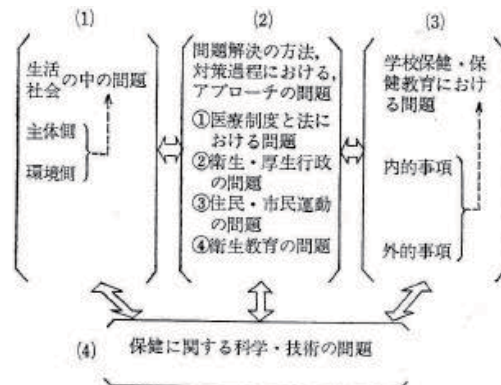 (1)
生活
社会の中の問題
主体側
環境側
(2)
問題解決の方法,
対策過程における,
アプローチの問題
①医療制度と法に
おける問題
②衛生・厚生行政
の問題
③住民・市民運動
の問題
④衛生教育の問題
(3)
学校保健・保
健教育におけ
る問題
内的事項
外的事項
(4)
保健に関する科学・技術の問題